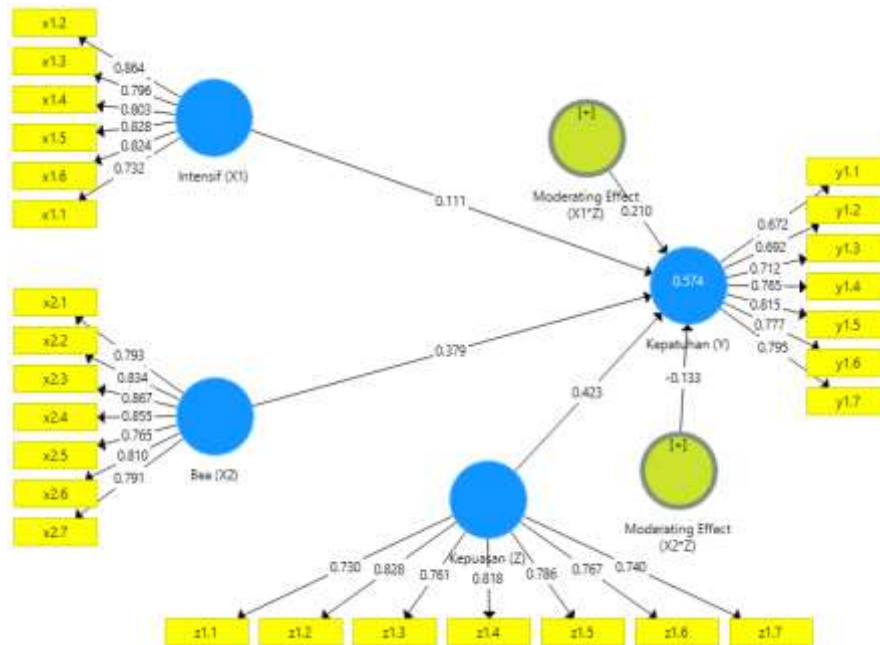 x1.2
x1.3
x1.4
x1.5
x1.6
x1.1
0.864
0.796
0.803
0.828
0.824
0.732
Intensif (X1)
0.111
[+]
Moderating Effect
(X1*Z)
0.210
x2.1
x2.2
x2.3
x2.4
x2.5
x2.6
x2.7
0.793
0.834
0.867
0.855
0.765
0.810
0.791
Bea (X2)
0.379
0.574
Kepatuhan (Y)
0.672
0.692
0.712
0.765
0.815
0.777
0.795
y1.1
y1.2
y1.3
y1.4
y1.5
y1.6
y1.7
0.423
-0.133
[+]
Moderating Effect
(X2*Z)
Kepuasan (Z)
0.730
0.828
0.761
0.818
0.786
0.767
0.740
z1.1
z1.2
z1.3
z1.4
z1.5
z1.6
z1.7